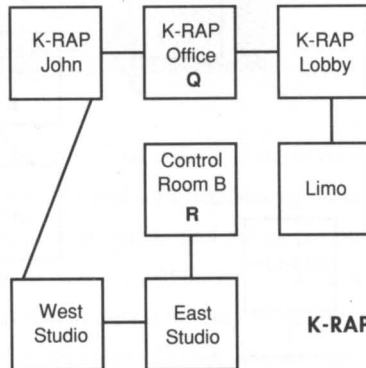 K-RAP
John
K-RAP
Office
Q
K-RAP
Lobby
Control
Room B
R
Limo
West
Studio
East
Studio
K-RAP